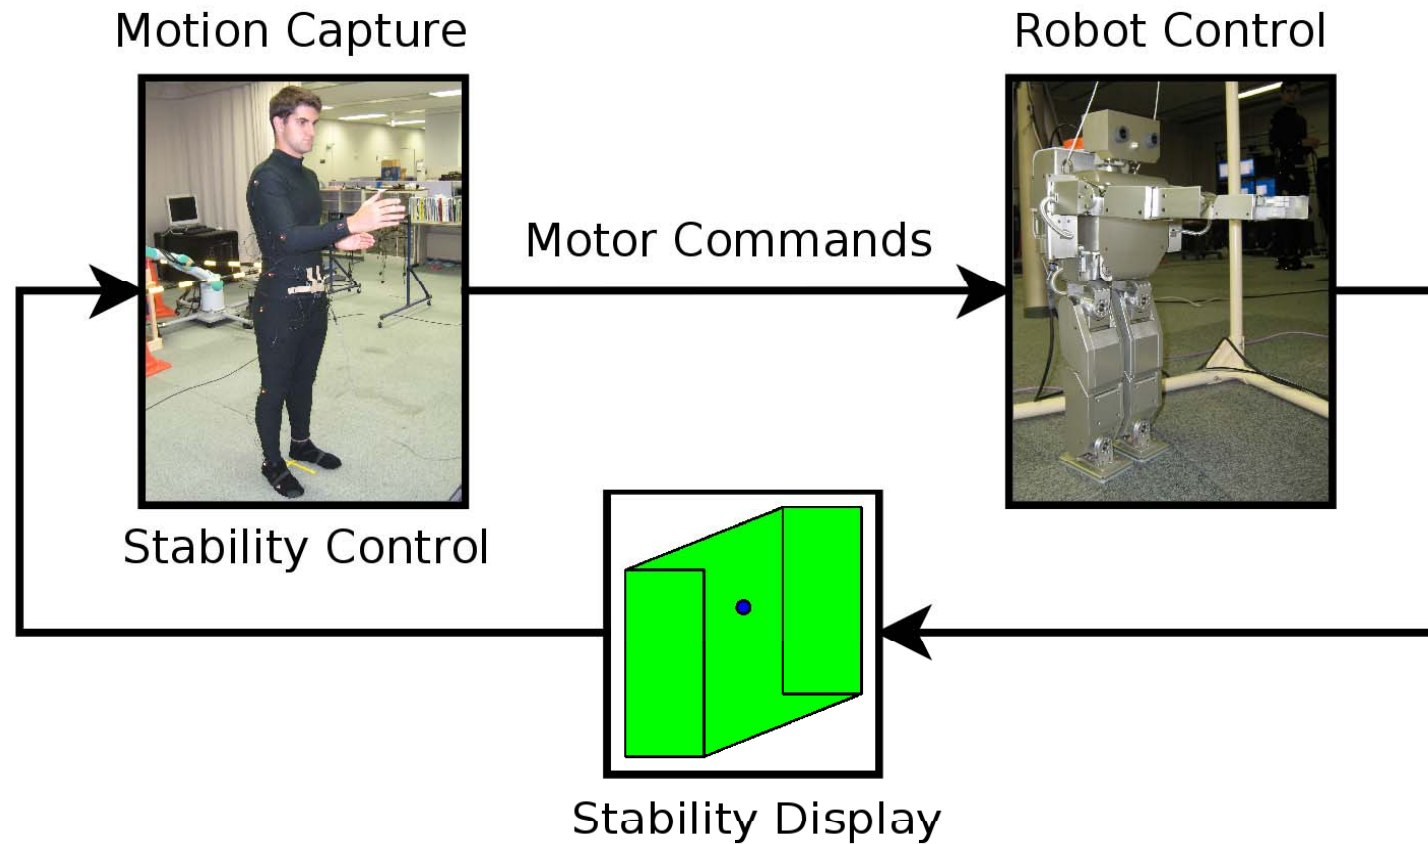 Motion Capture
Robot Control
Motor Commands
Stability Control
Stability Display